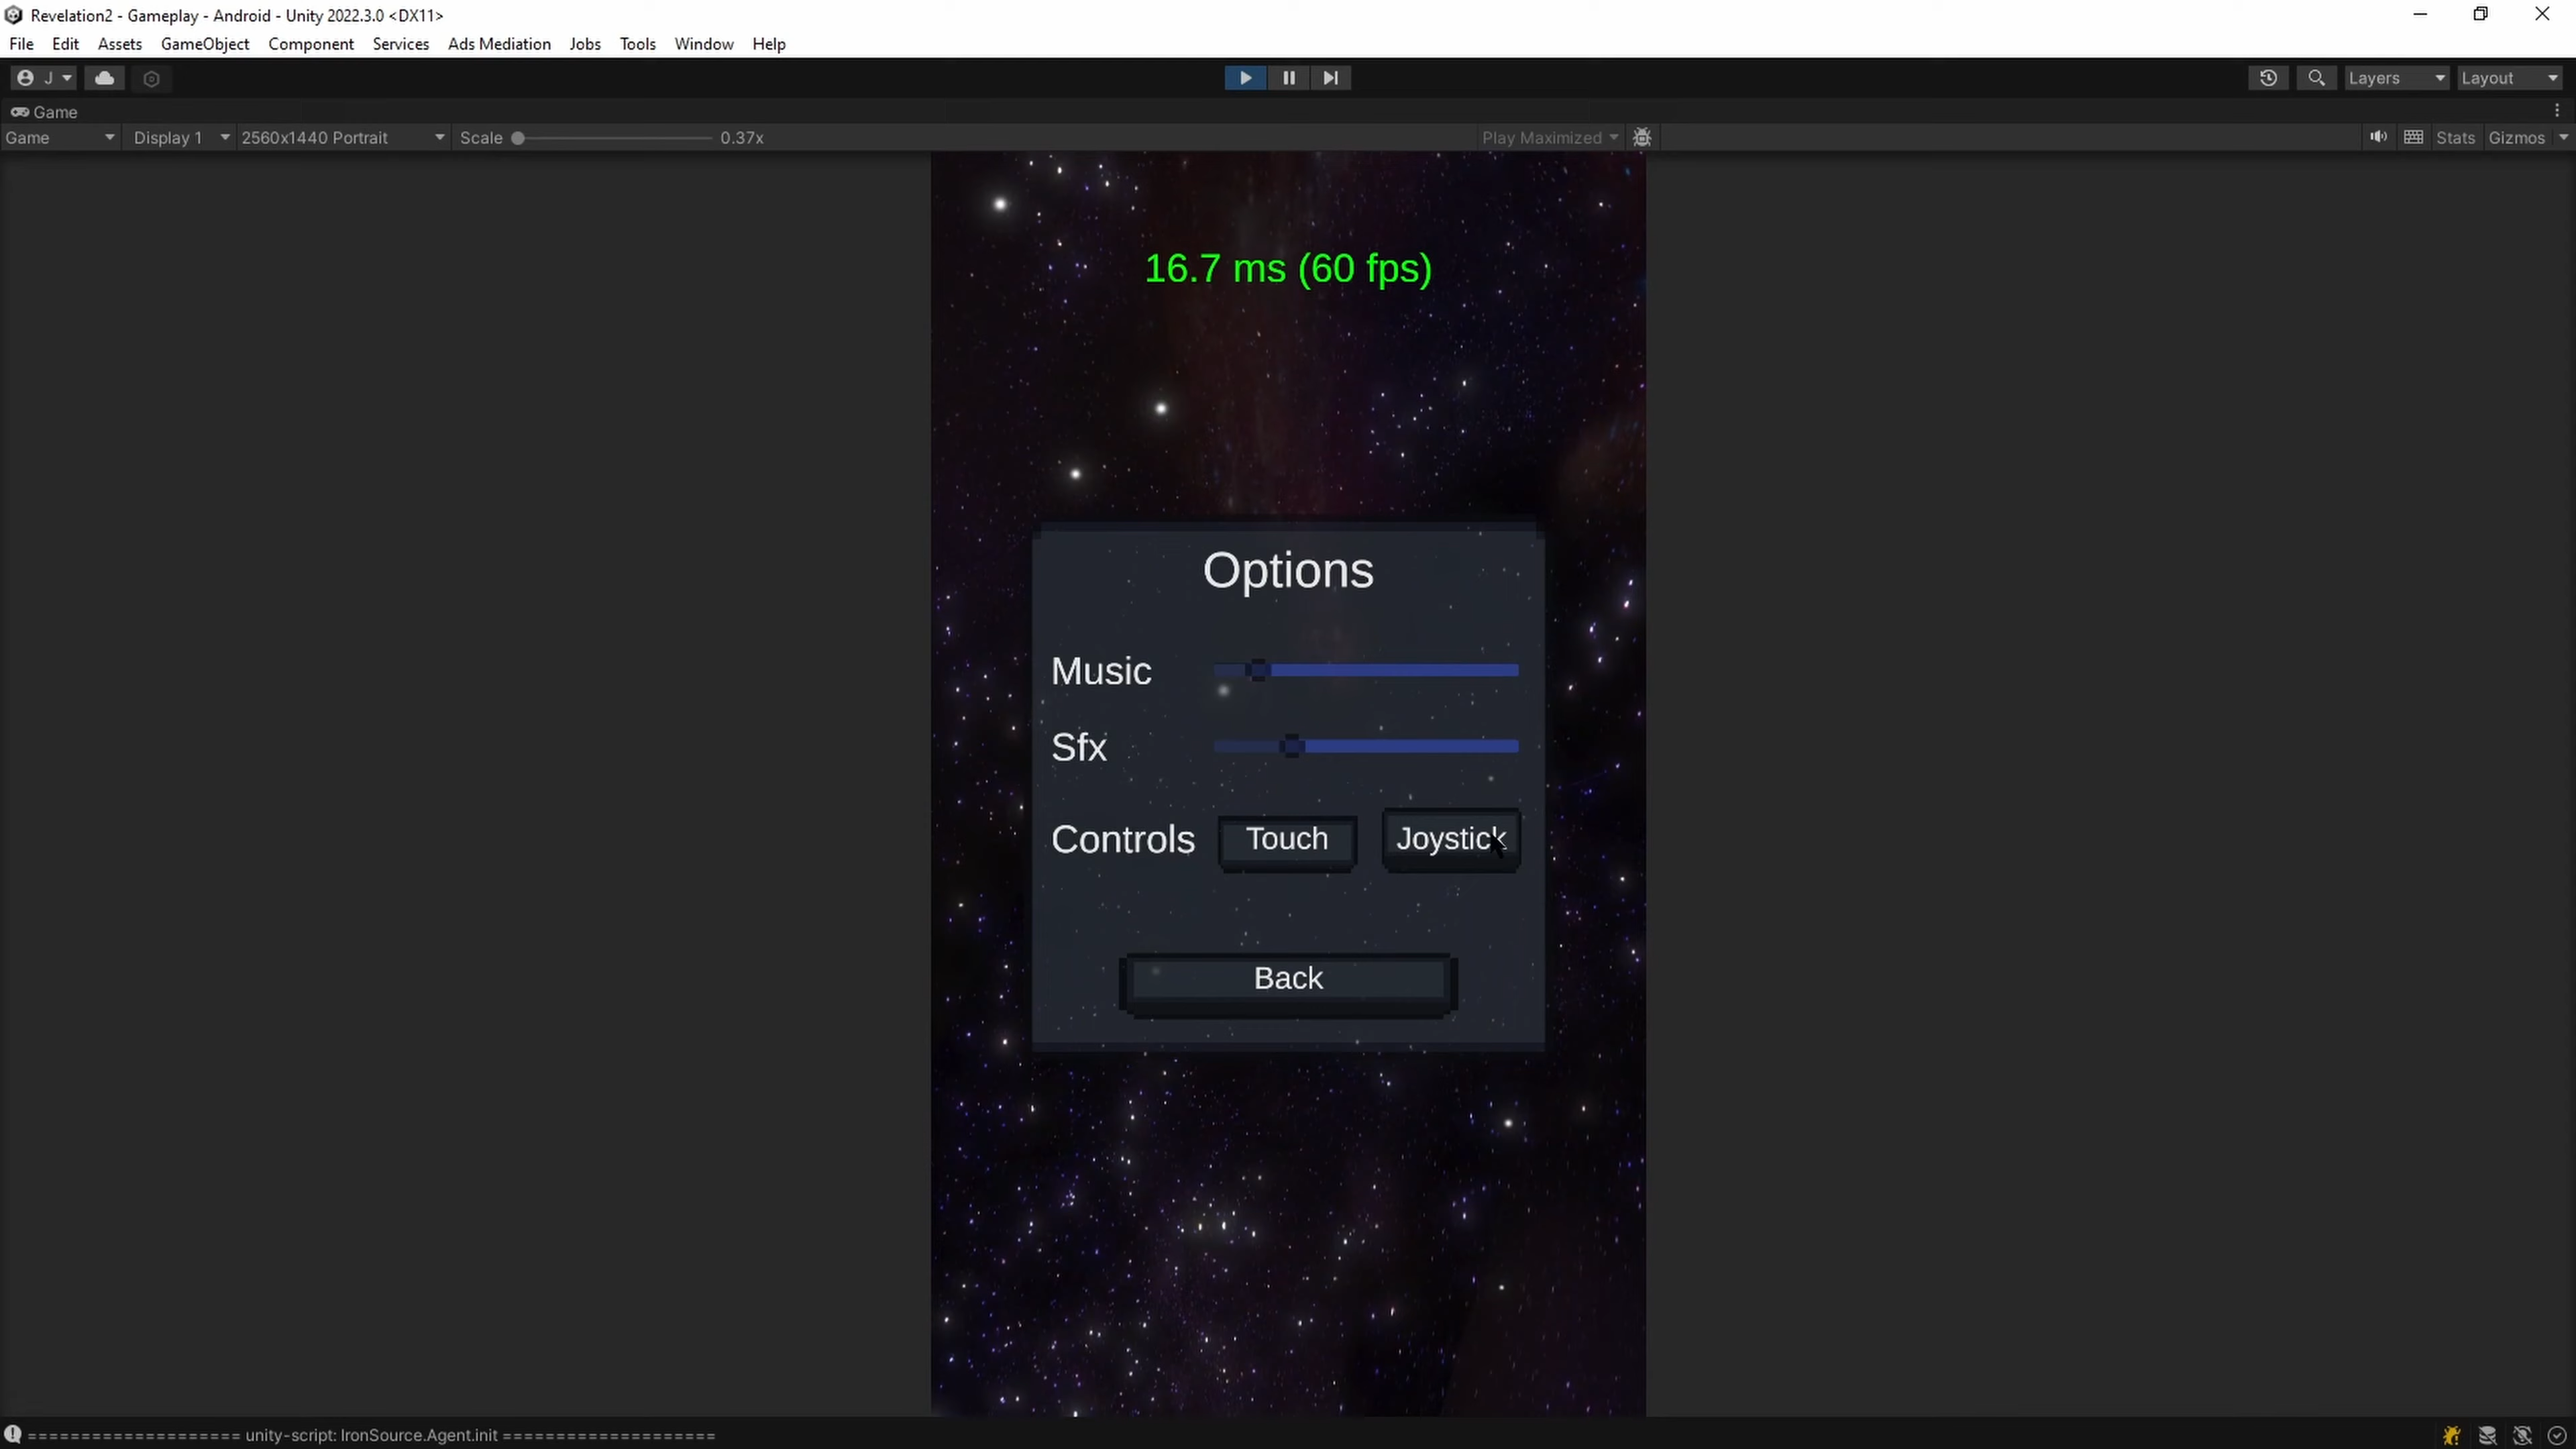 Revelation2 - Gameplay - Android - Unity 2022.3.0 <DX11>
File Edit Assets GameObject Component Services Ads Mediation Jobs Tools Window Help
J Layers Layout
Game
Game Display 1 2560x1440 Portrait Scale 0.37x Play Maximized Stats Gizmos
16.7 ms (60 fps)
Options
Music
Sfx
Controls Touch Joystick
Back
==================== unity-script: IronSource.Agent.init ====================